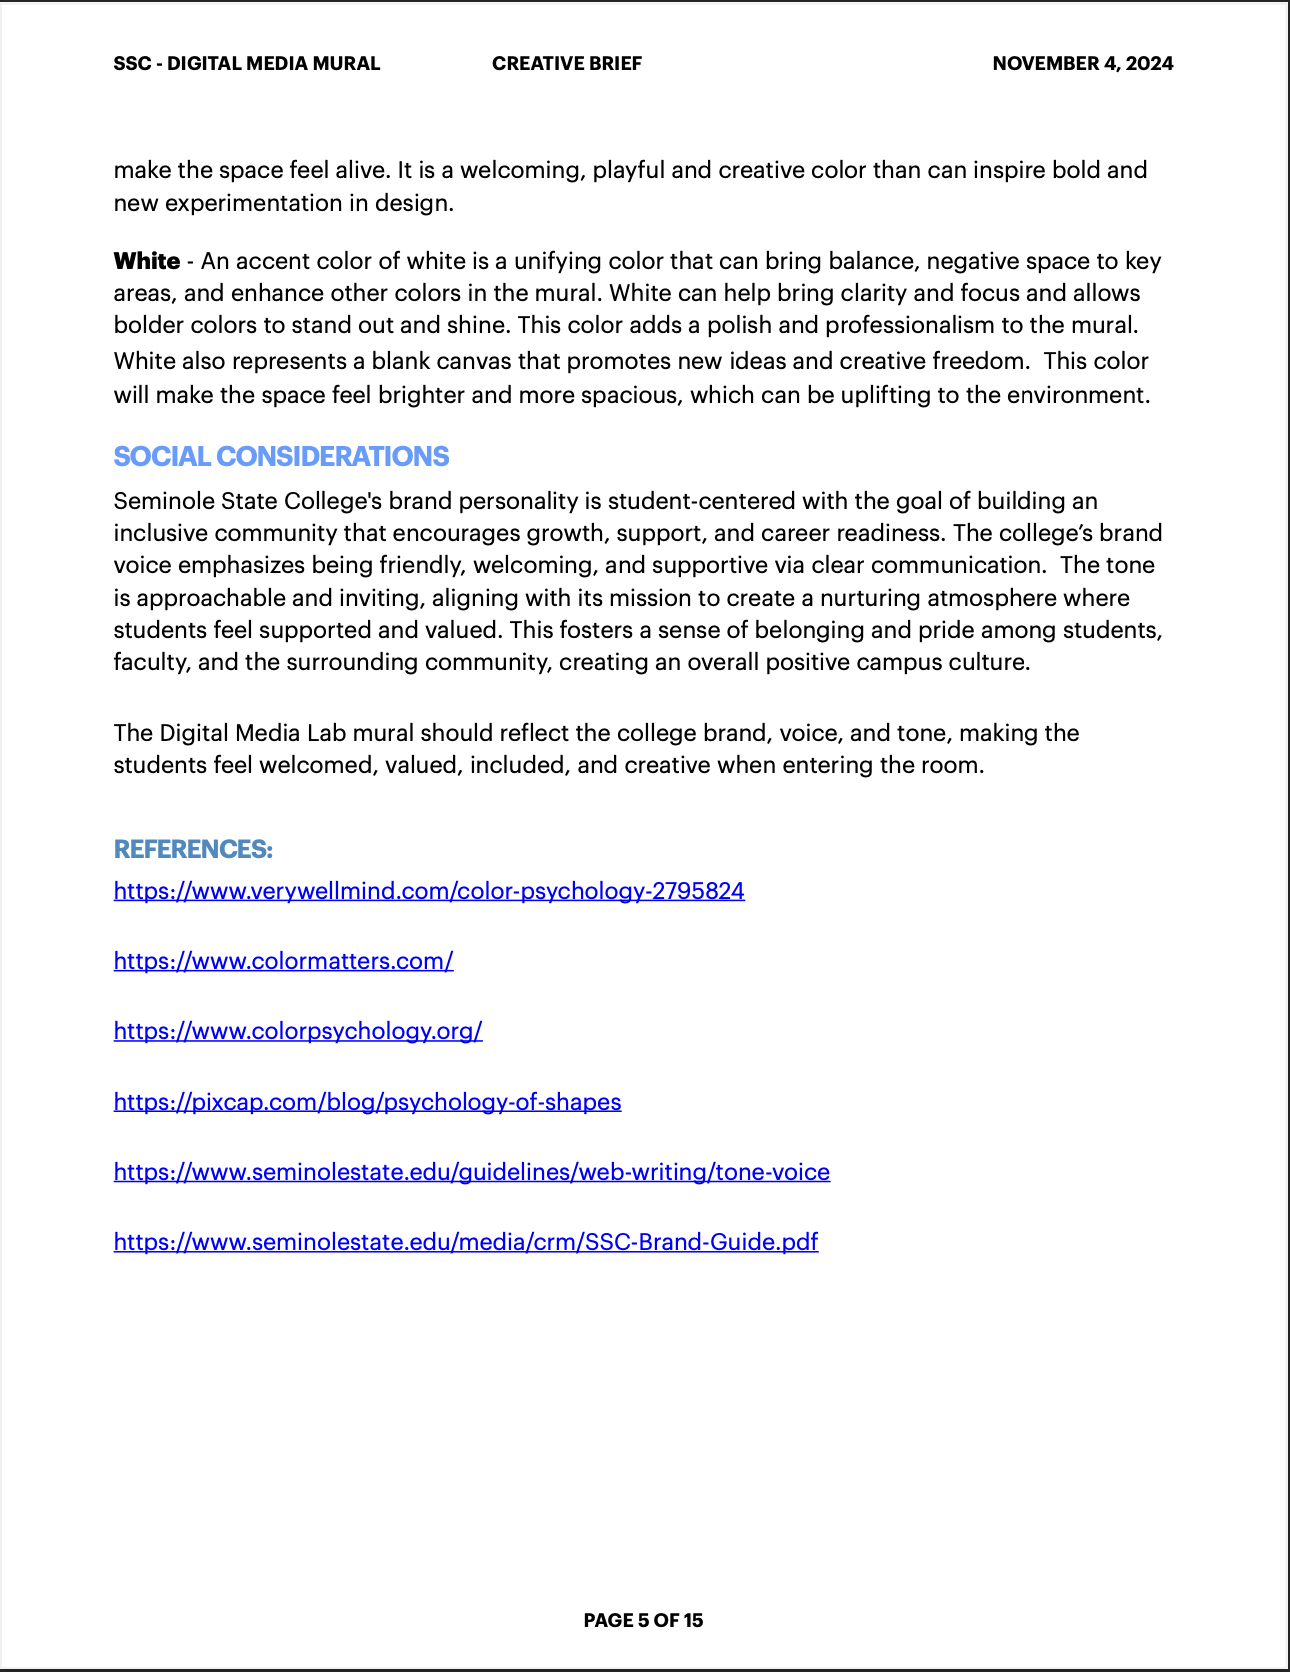 SSC - DIGITAL MEDIA MURAL CREATIVE BRIEF NOVEMBER 4, 2024
make the space feel alive. It is a welcoming, playful and creative color than can inspire bold and
new experimentation in design.
White - An accent color of white is a unifying color that can bring balance, negative space to key
areas, and enhance other colors in the mural. White can help bring clarity and focus and allows
bolder colors to stand out and shine. This color adds a polish and professionalism to the mural.
White also represents a blank canvas that promotes new ideas and creative freedom.  This color
will make the space feel brighter and more spacious, which can be uplifting to the environment.
SOCIAL CONSIDERATIONS
Seminole State College's brand personality is student-centered with the goal of building an
inclusive community that encourages growth, support, and career readiness. The college’s brand
voice emphasizes being friendly, welcoming, and supportive via clear communication.  The tone
is approachable and inviting, aligning with its mission to create a nurturing atmosphere where
students feel supported and valued. This fosters a sense of belonging and pride among students,
faculty, and the surrounding community, creating an overall positive campus culture.
The Digital Media Lab mural should reflect the college brand, voice, and tone, making the
students feel welcomed, valued, included, and creative when entering the room.
REFERENCES:
https://www.verywellmind.com/color-psychology-2795824
https://www.colormatters.com/
https://www.colorpsychology.org/
https://pixcap.com/blog/psychology-of-shapes
https://www.seminolestate.edu/guidelines/web-writing/tone-voice
https://www.seminolestate.edu/media/crm/SSC-Brand-Guide.pdf
PAGE 5 OF 15